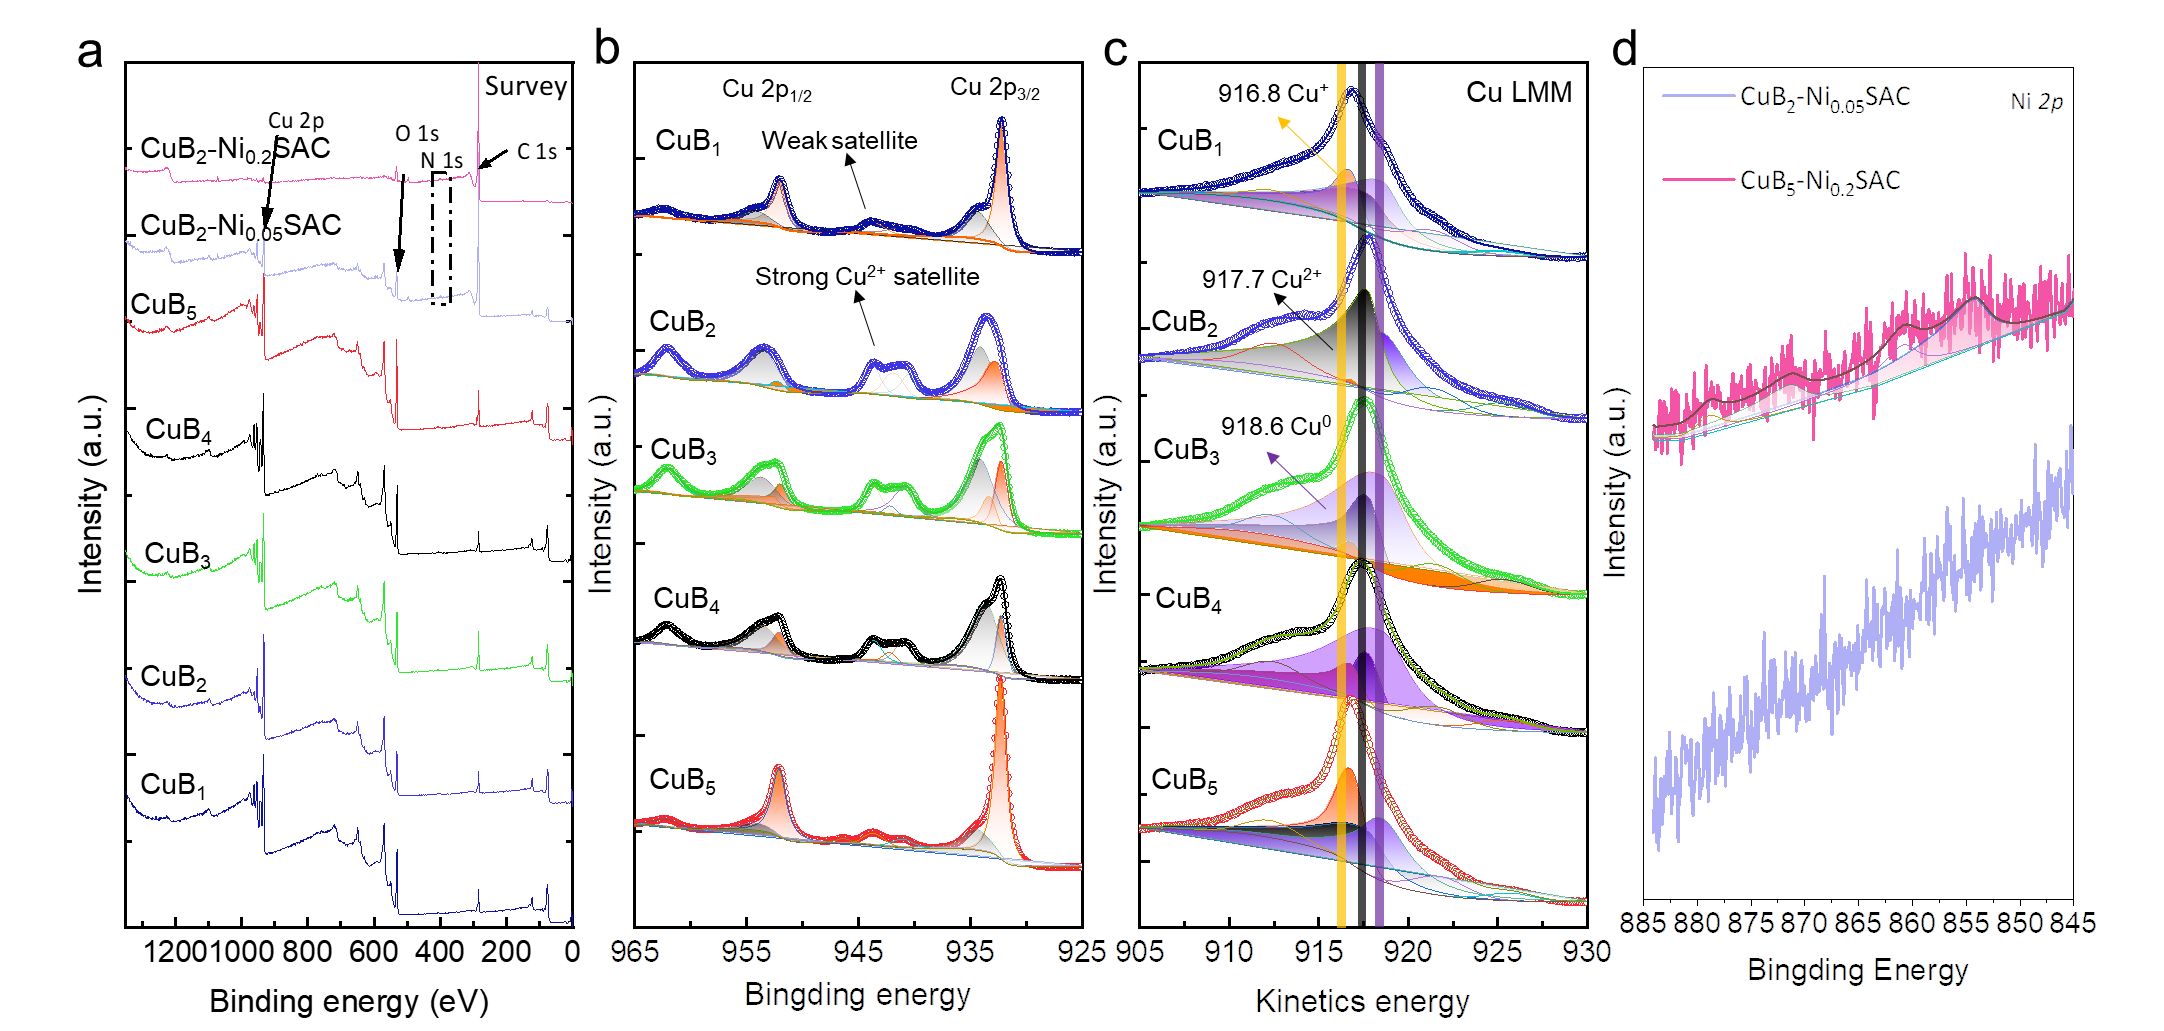 a
Survey
Cu 2p
O 1s
N 1s
C 1s
CuB2-Ni0.2SAC
CuB2-Ni0.05SAC
CuB5
CuB4
CuB3
CuB2
CuB1
Intensity (a.u.)
1200 1000 800 600 400 200 0
Binding energy (eV)
b
Cu 2p1/2
Cu 2p3/2
CuB1
Weak satellite
Strong Cu2+ satellite
CuB2
CuB3
CuB4
CuB5
Intensity (a.u.)
965 955 945 935 925
Bingding energy
c
916.8 Cu+
Cu LMM
CuB1
917.7 Cu2+
CuB2
918.6 Cu0
CuB3
CuB4
CuB5
Intensity (a.u.)
905 910 915 920 925 930
Kinetics energy
d
CuB2-Ni0.05SAC
Ni 2p
CuB5-Ni0.2SAC
Intensity (a.u.)
885 880 875 870 865 860 855 850 845
Bingding Energy